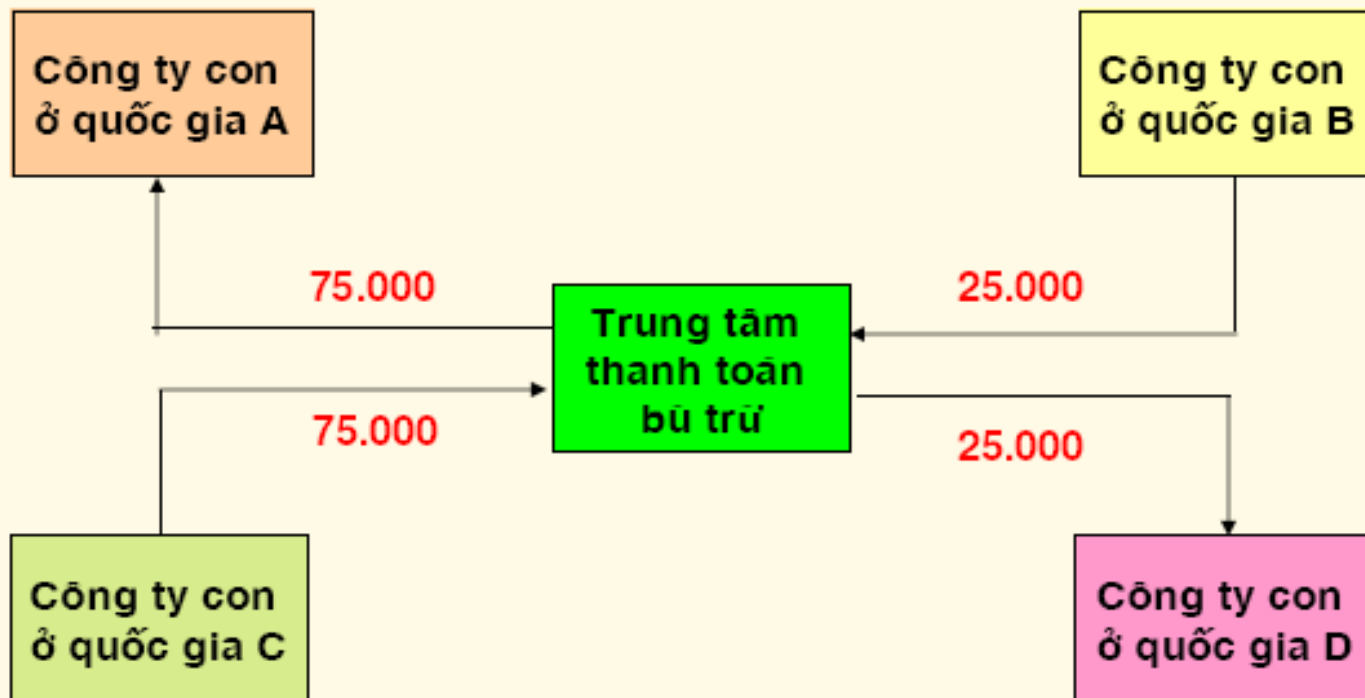 Công ty con
ở quốc gia A
Công ty con
ở quốc gia B
75.000
25.000
Trung tâm
thanh toán
bù trừ
75.000
25.000
Công ty con
ở quốc gia C
Công ty con
ở quốc gia D